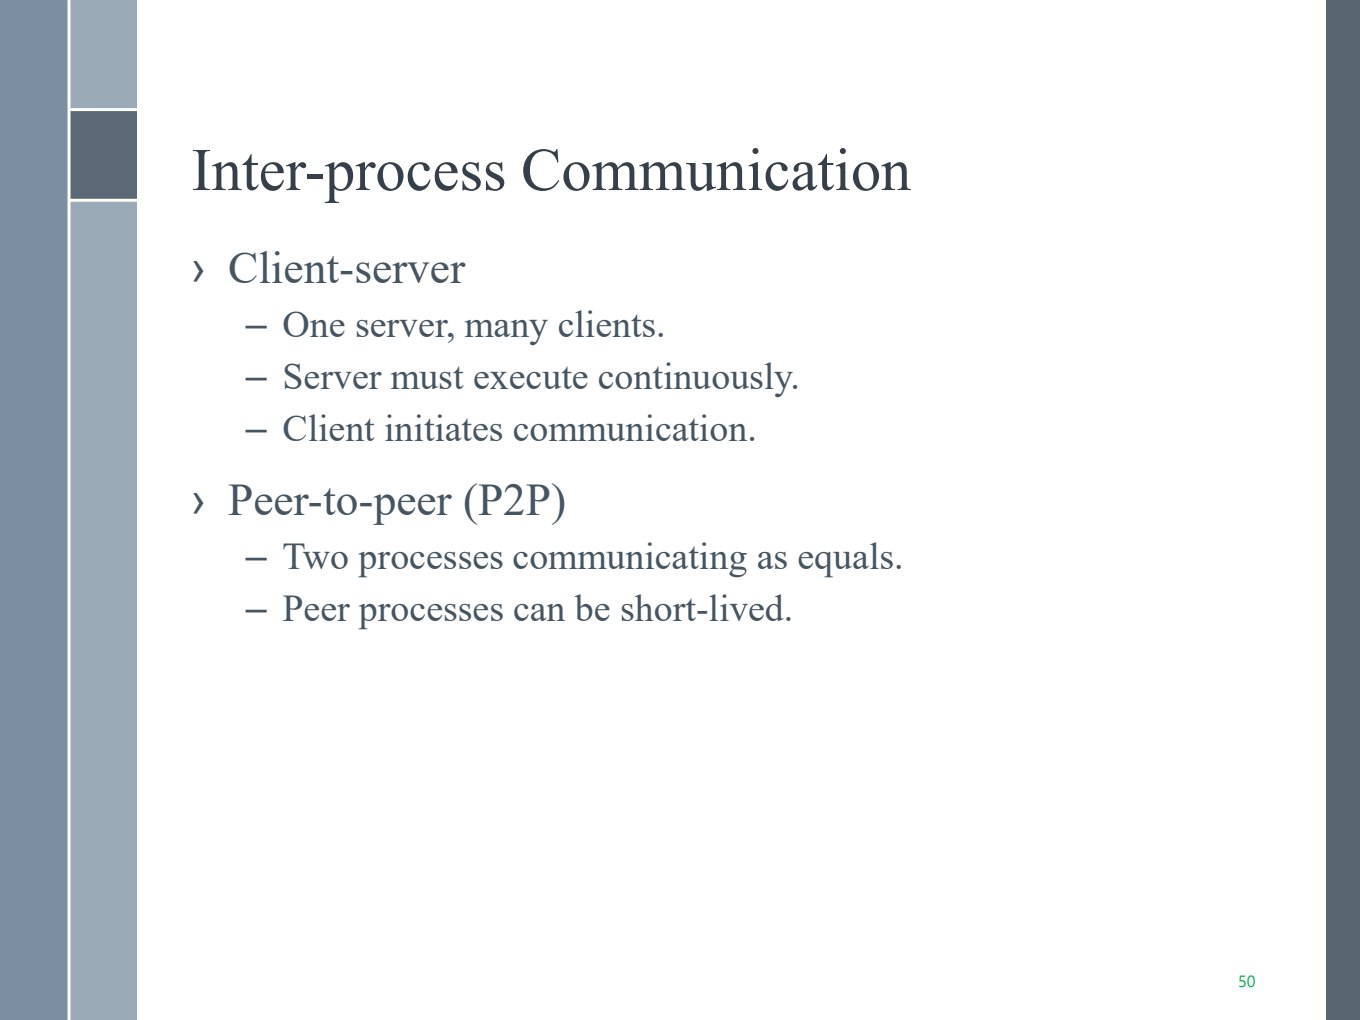 Inter-process Communication
› Client-server
– One server, many clients.
– Server must execute continuously.
– Client initiates communication.
› Peer-to-peer (P2P)
– Two processes communicating as equals.
– Peer processes can be short-lived.
50